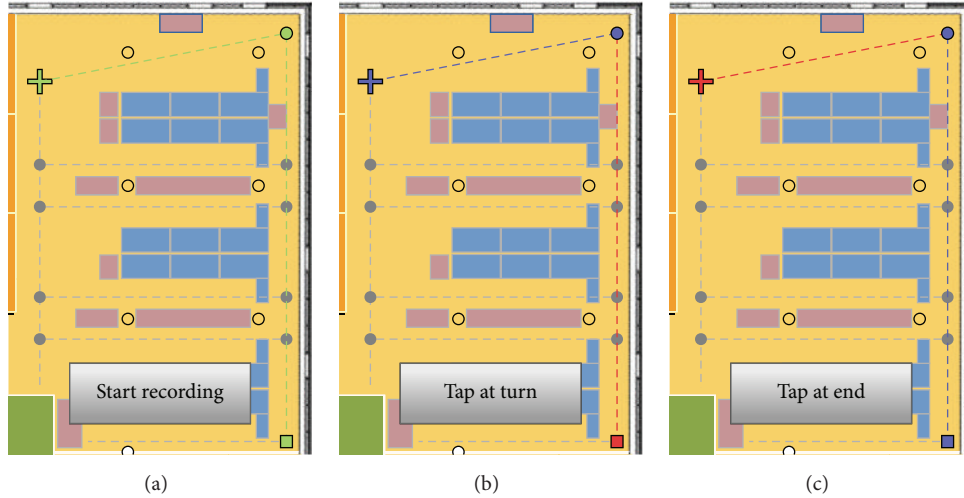 Start recording
Tap at turn
Tap at end
(a)
(b)
(c)